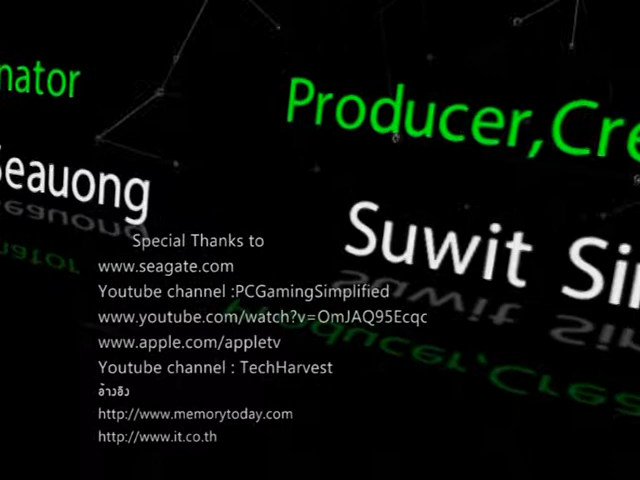 nator
Producer,Cre
Seauong
Suwit Sir
Special Thanks to
www.seagate.com
Youtube channel :PCGamingSimplified
www.youtube.com/watch?v=OmJAQ95Ecqc
www.apple.com/appletv
Youtube channel : TechHarvest
อ้างอิง
http://www.memorytoday.com
http://www.it.co.th